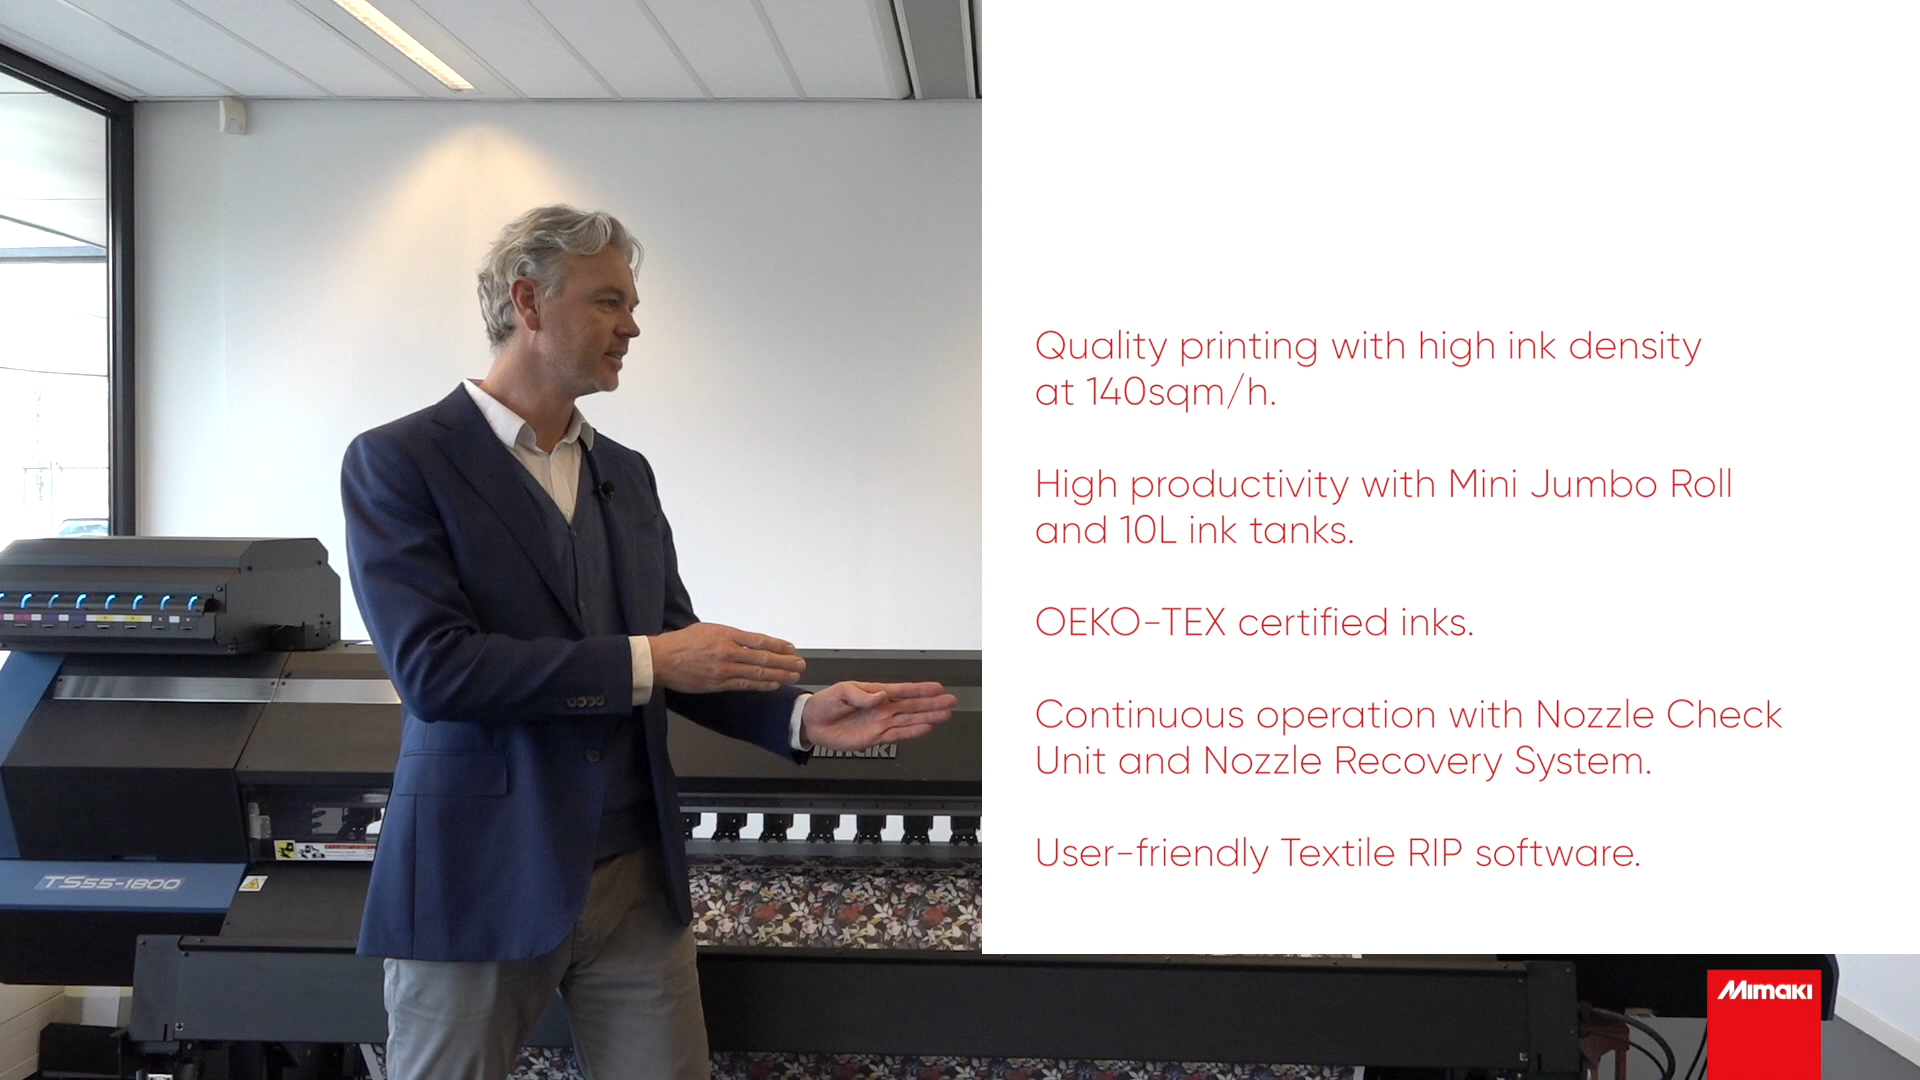 Quality printing with high ink density
at 140sqm/h.
High productivity with Mini Jumbo Roll
and 10L ink tanks.
OEKO-TEX certified inks.
Continuous operation with Nozzle Check
Unit and Nozzle Recovery System.
User-friendly Textile RIP software.
Mimaki
TS55-1800
Mimaki